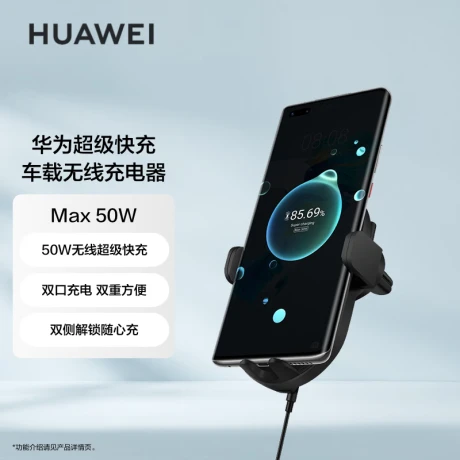 HUAWEI
华为超级快充
车载无线充电器
Max 50W
50W无线超级快充
双口充电 双重方便
双侧解锁随心充
08:08
85.69%
*功能介绍请见产品详情页。